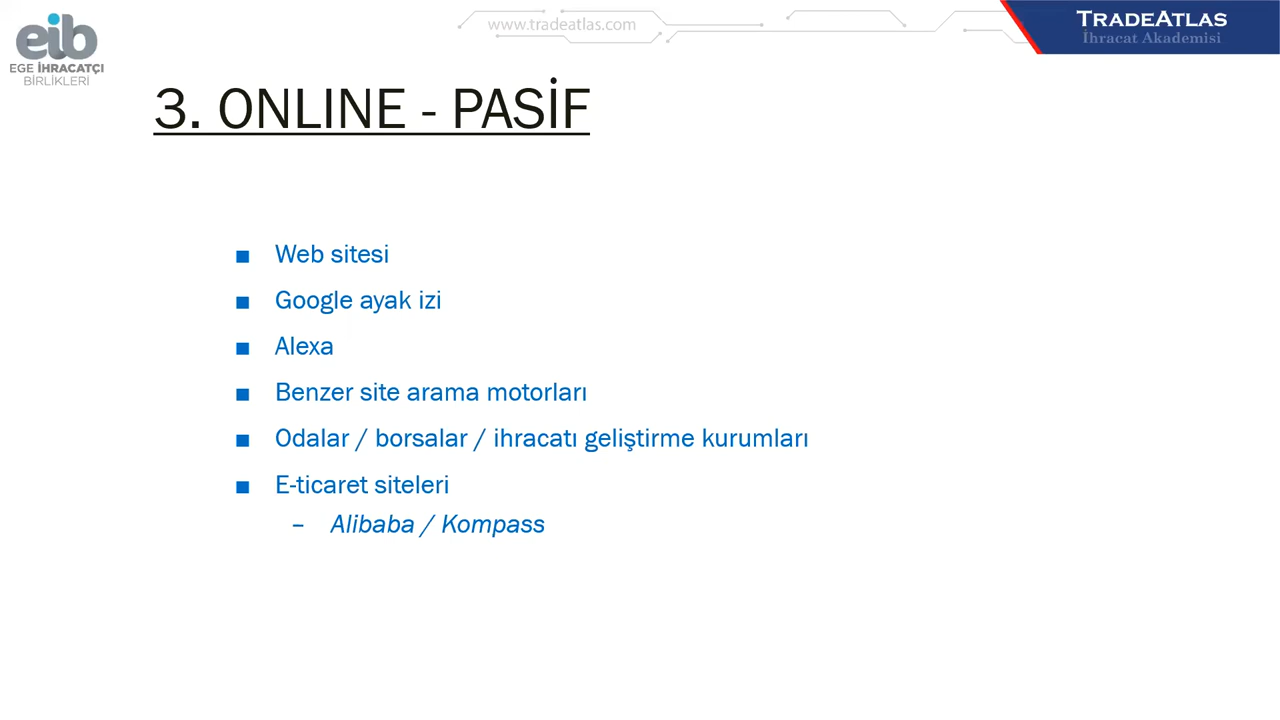 eib
EGE İHRACATÇI
BİRLİKLERİ
www.tradeatlas.com
TRADEATLAS
İhracat Akademisi
3. ONLINE - PASİF
■ Web sitesi
■ Google ayak izi
■ Alexa
■ Benzer site arama motorları
■ Odalar / borsalar / ihracatı geliştirme kurumları
■ E-ticaret siteleri
– Alibaba / Kompass